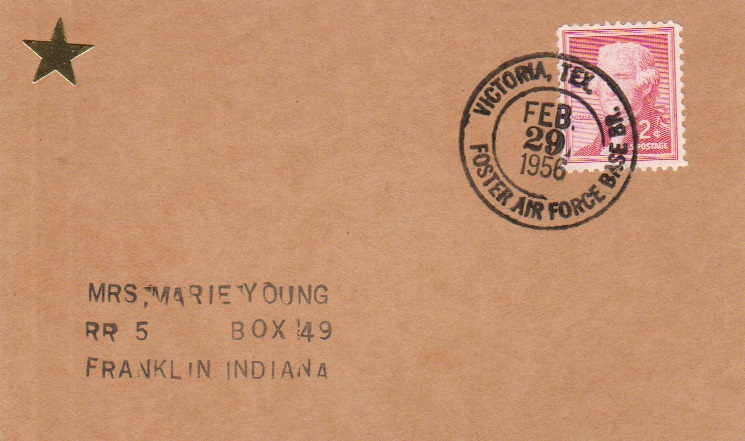 VICTORIA, TEX.
FEB.
29
1956
FOSTER AIR FORCE BASE BR.
2¢
POSTAGE
MRS. MARIE YOUNG
RR 5 BOX 149
FRANKLIN INDIANA